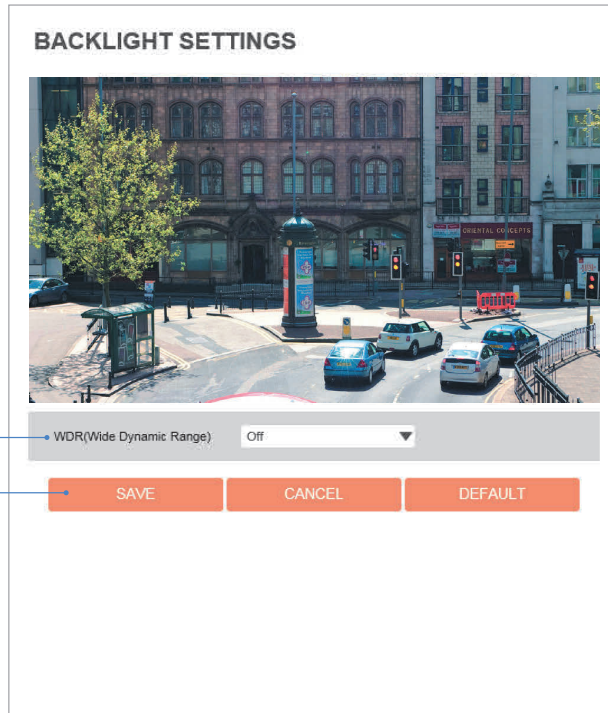 BACKLIGHT SETTINGS
ORIENTAL CONCEPTS
WDR(Wide Dynamic Range) Off
SAVE CANCEL DEFAULT